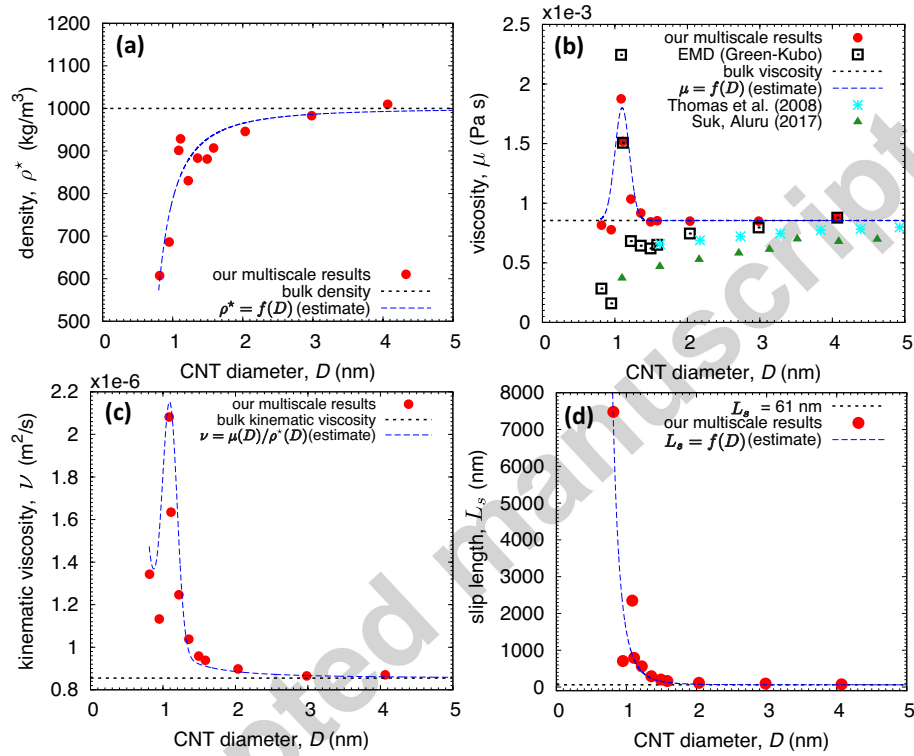 (a)
1200
1100
1000
900
800
700
600
500
0 1 2 3 4 5
density, ρ* (kg/m³)
CNT diameter, D (nm)
our multiscale results
bulk density
ρ* = f(D) (estimate)
x1e-3
(b)
2.5
2
1.5
1
0.5
0
0 1 2 3 4 5
viscosity, μ (Pa s)
CNT diameter, D (nm)
our multiscale results
EMD (Green-Kubo)
bulk viscosity
μ = f(D) (estimate)
Thomas et al. (2008)
Suk, Aluru (2017)
x1e-6
(c)
2.2
2
1.8
1.6
1.4
1.2
1
0.8
0 1 2 3 4 5
kinematic viscosity, ν (m²/s)
CNT diameter, D (nm)
our multiscale results
bulk kinematic viscosity
ν = μ(D)/ρ*(D)(estimate)
(d)
8000
7000
6000
5000
4000
3000
2000
1000
0
0 1 2 3 4 5
slip length, Lₛ (nm)
CNT diameter, D (nm)
Lₛ = 61 nm
our multiscale results
Lₛ = f(D) (estimate)
pted manuscript